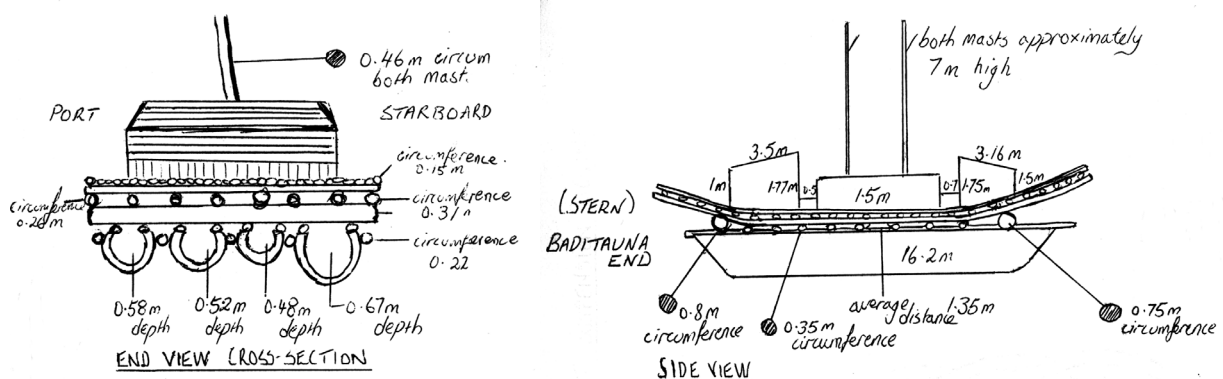 0.46m circum
both mast.
PORT
STARBOARD
circumference.
0.15m
circumference
0.26m
circumference
0.31m
circumference
0.22
0.58m
depth
0.52m
depth
0.48m
depth
0.67m
depth
END VIEW CROSS-SECTION
both masts approximately
7m high
3.5m
3.16m
1m
1.77m
0.5
1.5m
0.7
1.75m
1.5m
(STERN)
BADITAUNA
END
16.2m
0.8m
circumference
0.35m
circumference
average
distance 1.35m
0.75m
circumference
SIDE VIEW